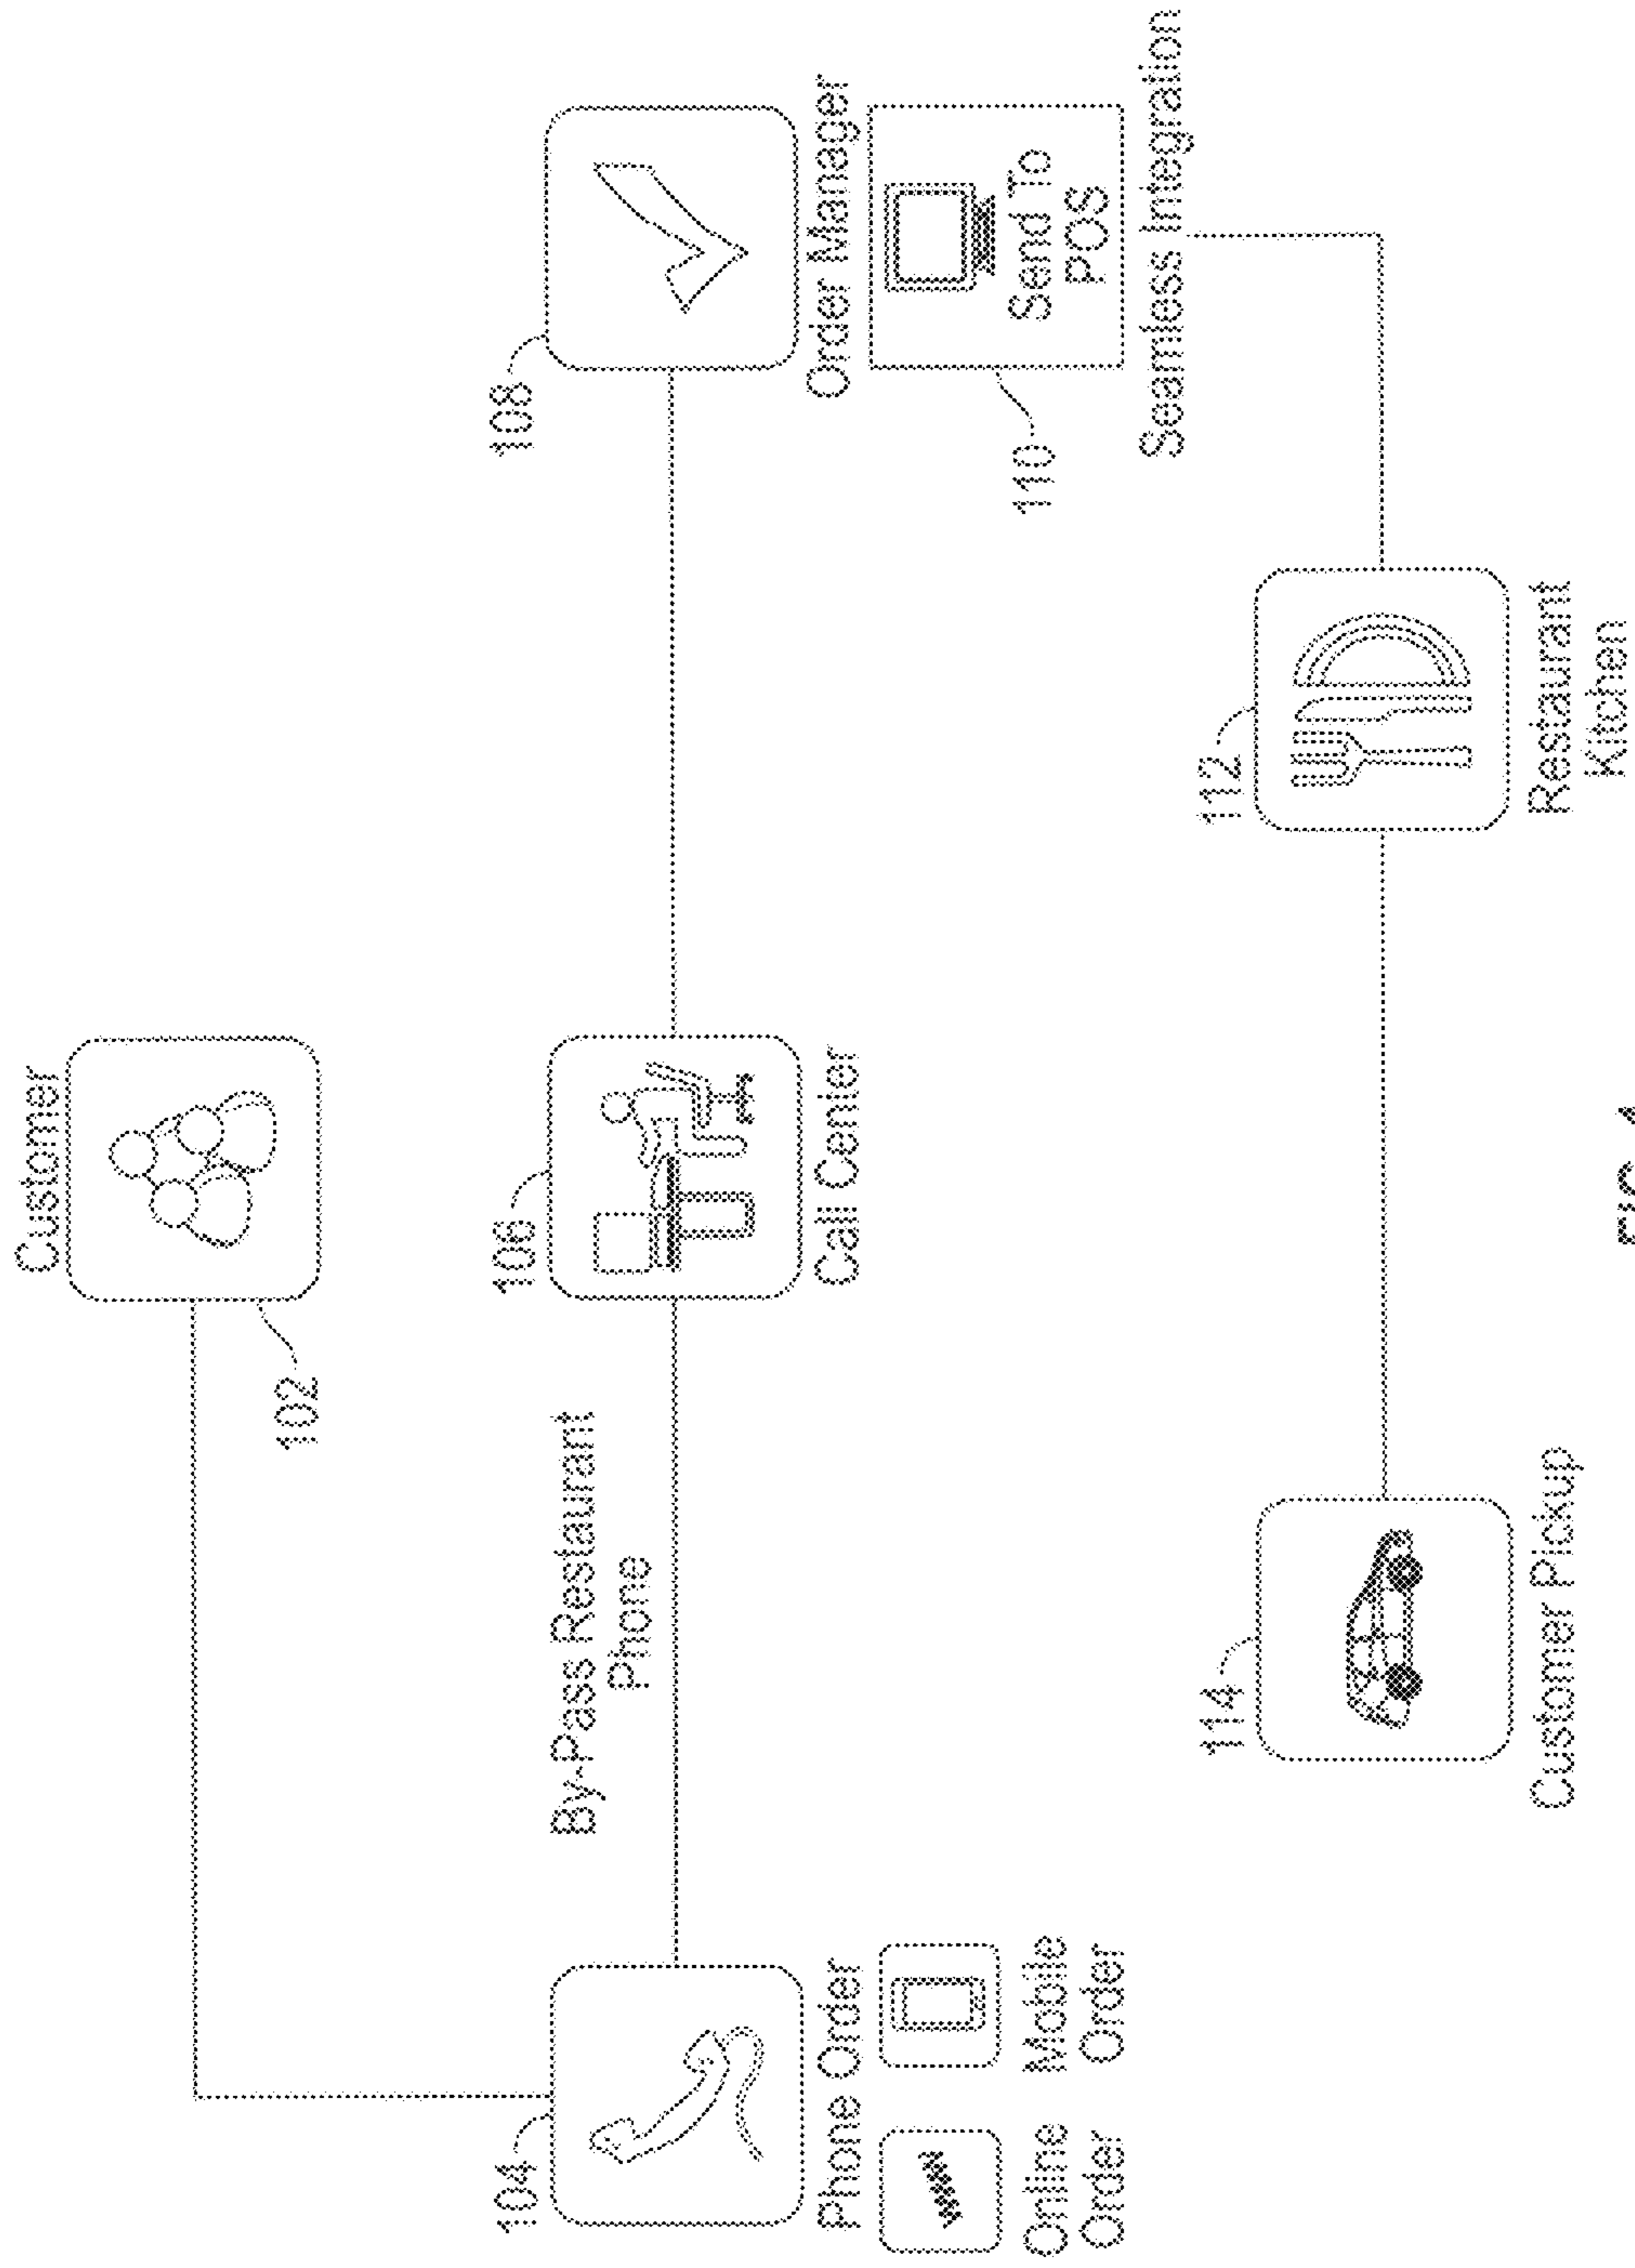 Customer
102
104
By-Pass Restaurant
Phone
106
108
Phone Order
Call Center
Order Manager
Online
Order
Mobile
Order
110
Send To
POS
Seamless Integration
114
112
Customer Pickup
Restaurant
Kitchen